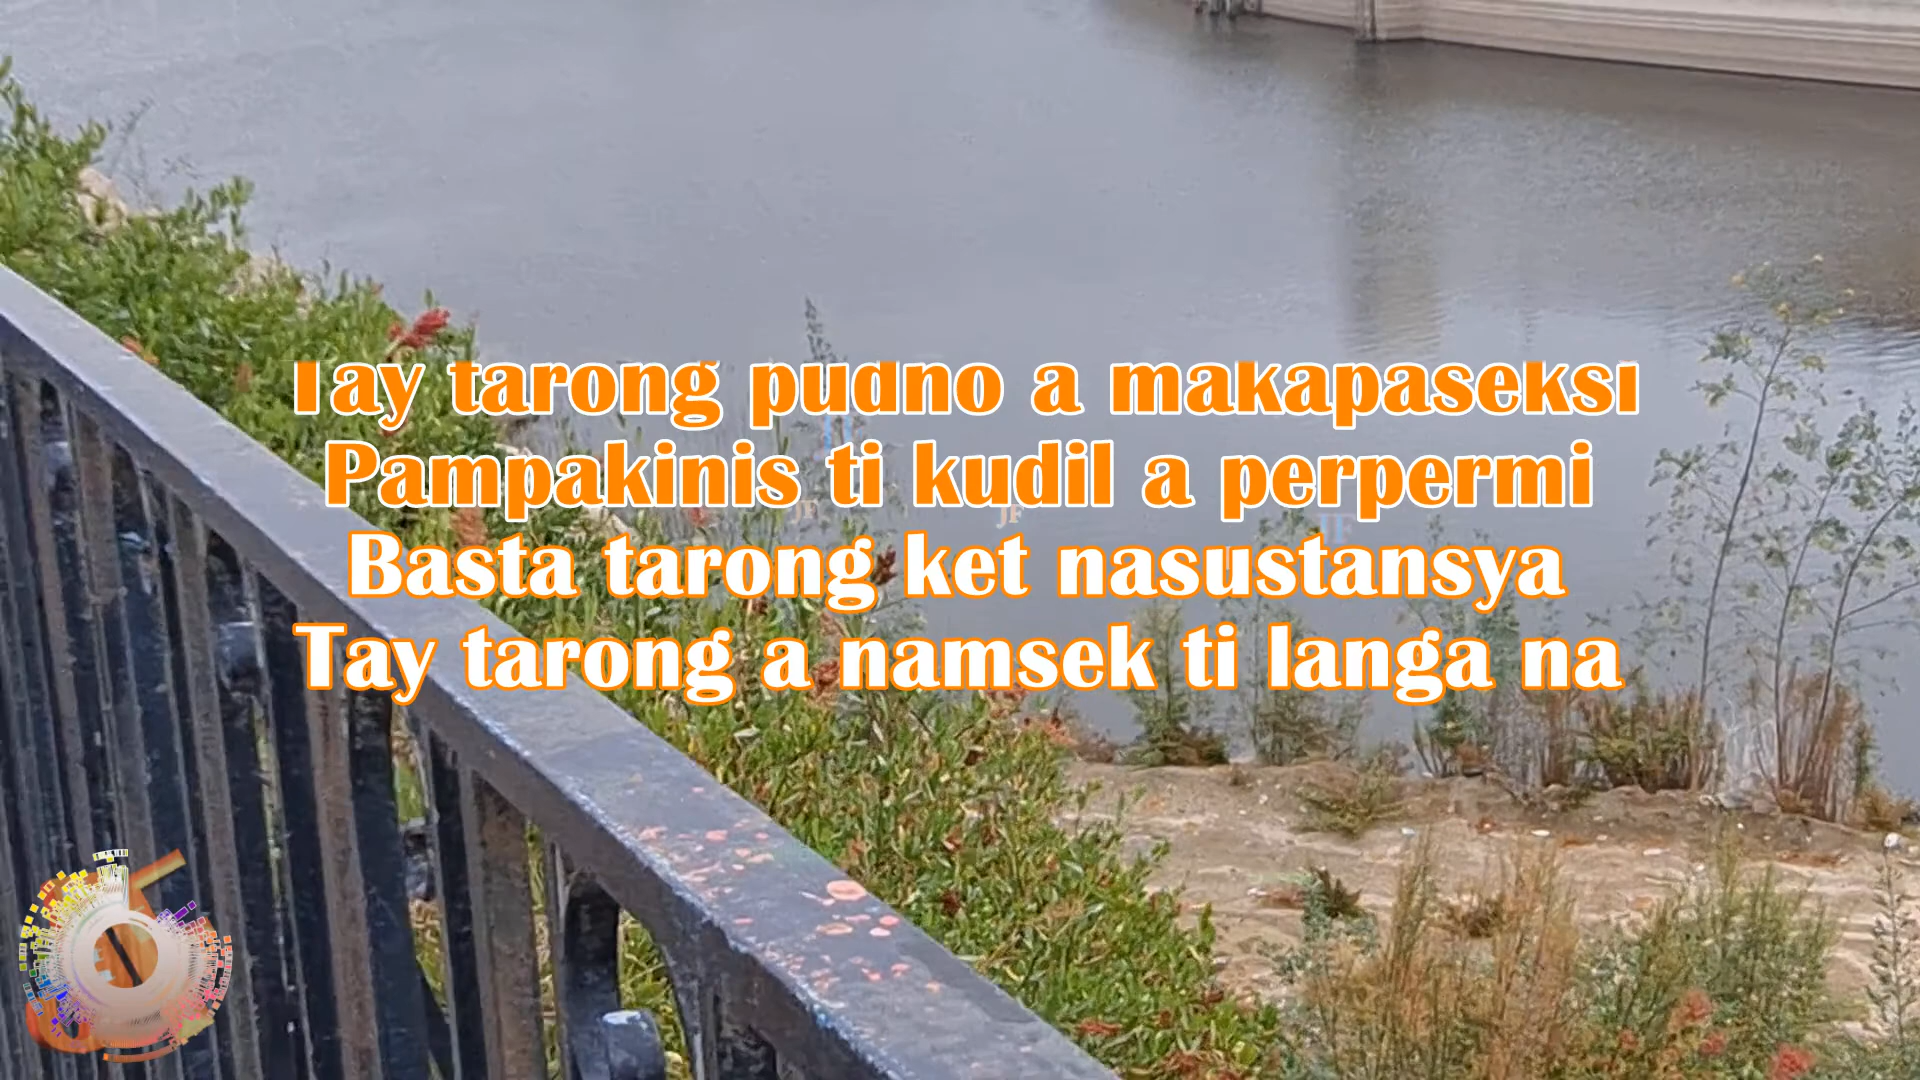 Tay tarong pudno a makapaseksi
Pampakinis ti kudil a perpermi
Basta tarong ket nasustansya
Tay tarong a namsek ti langa na